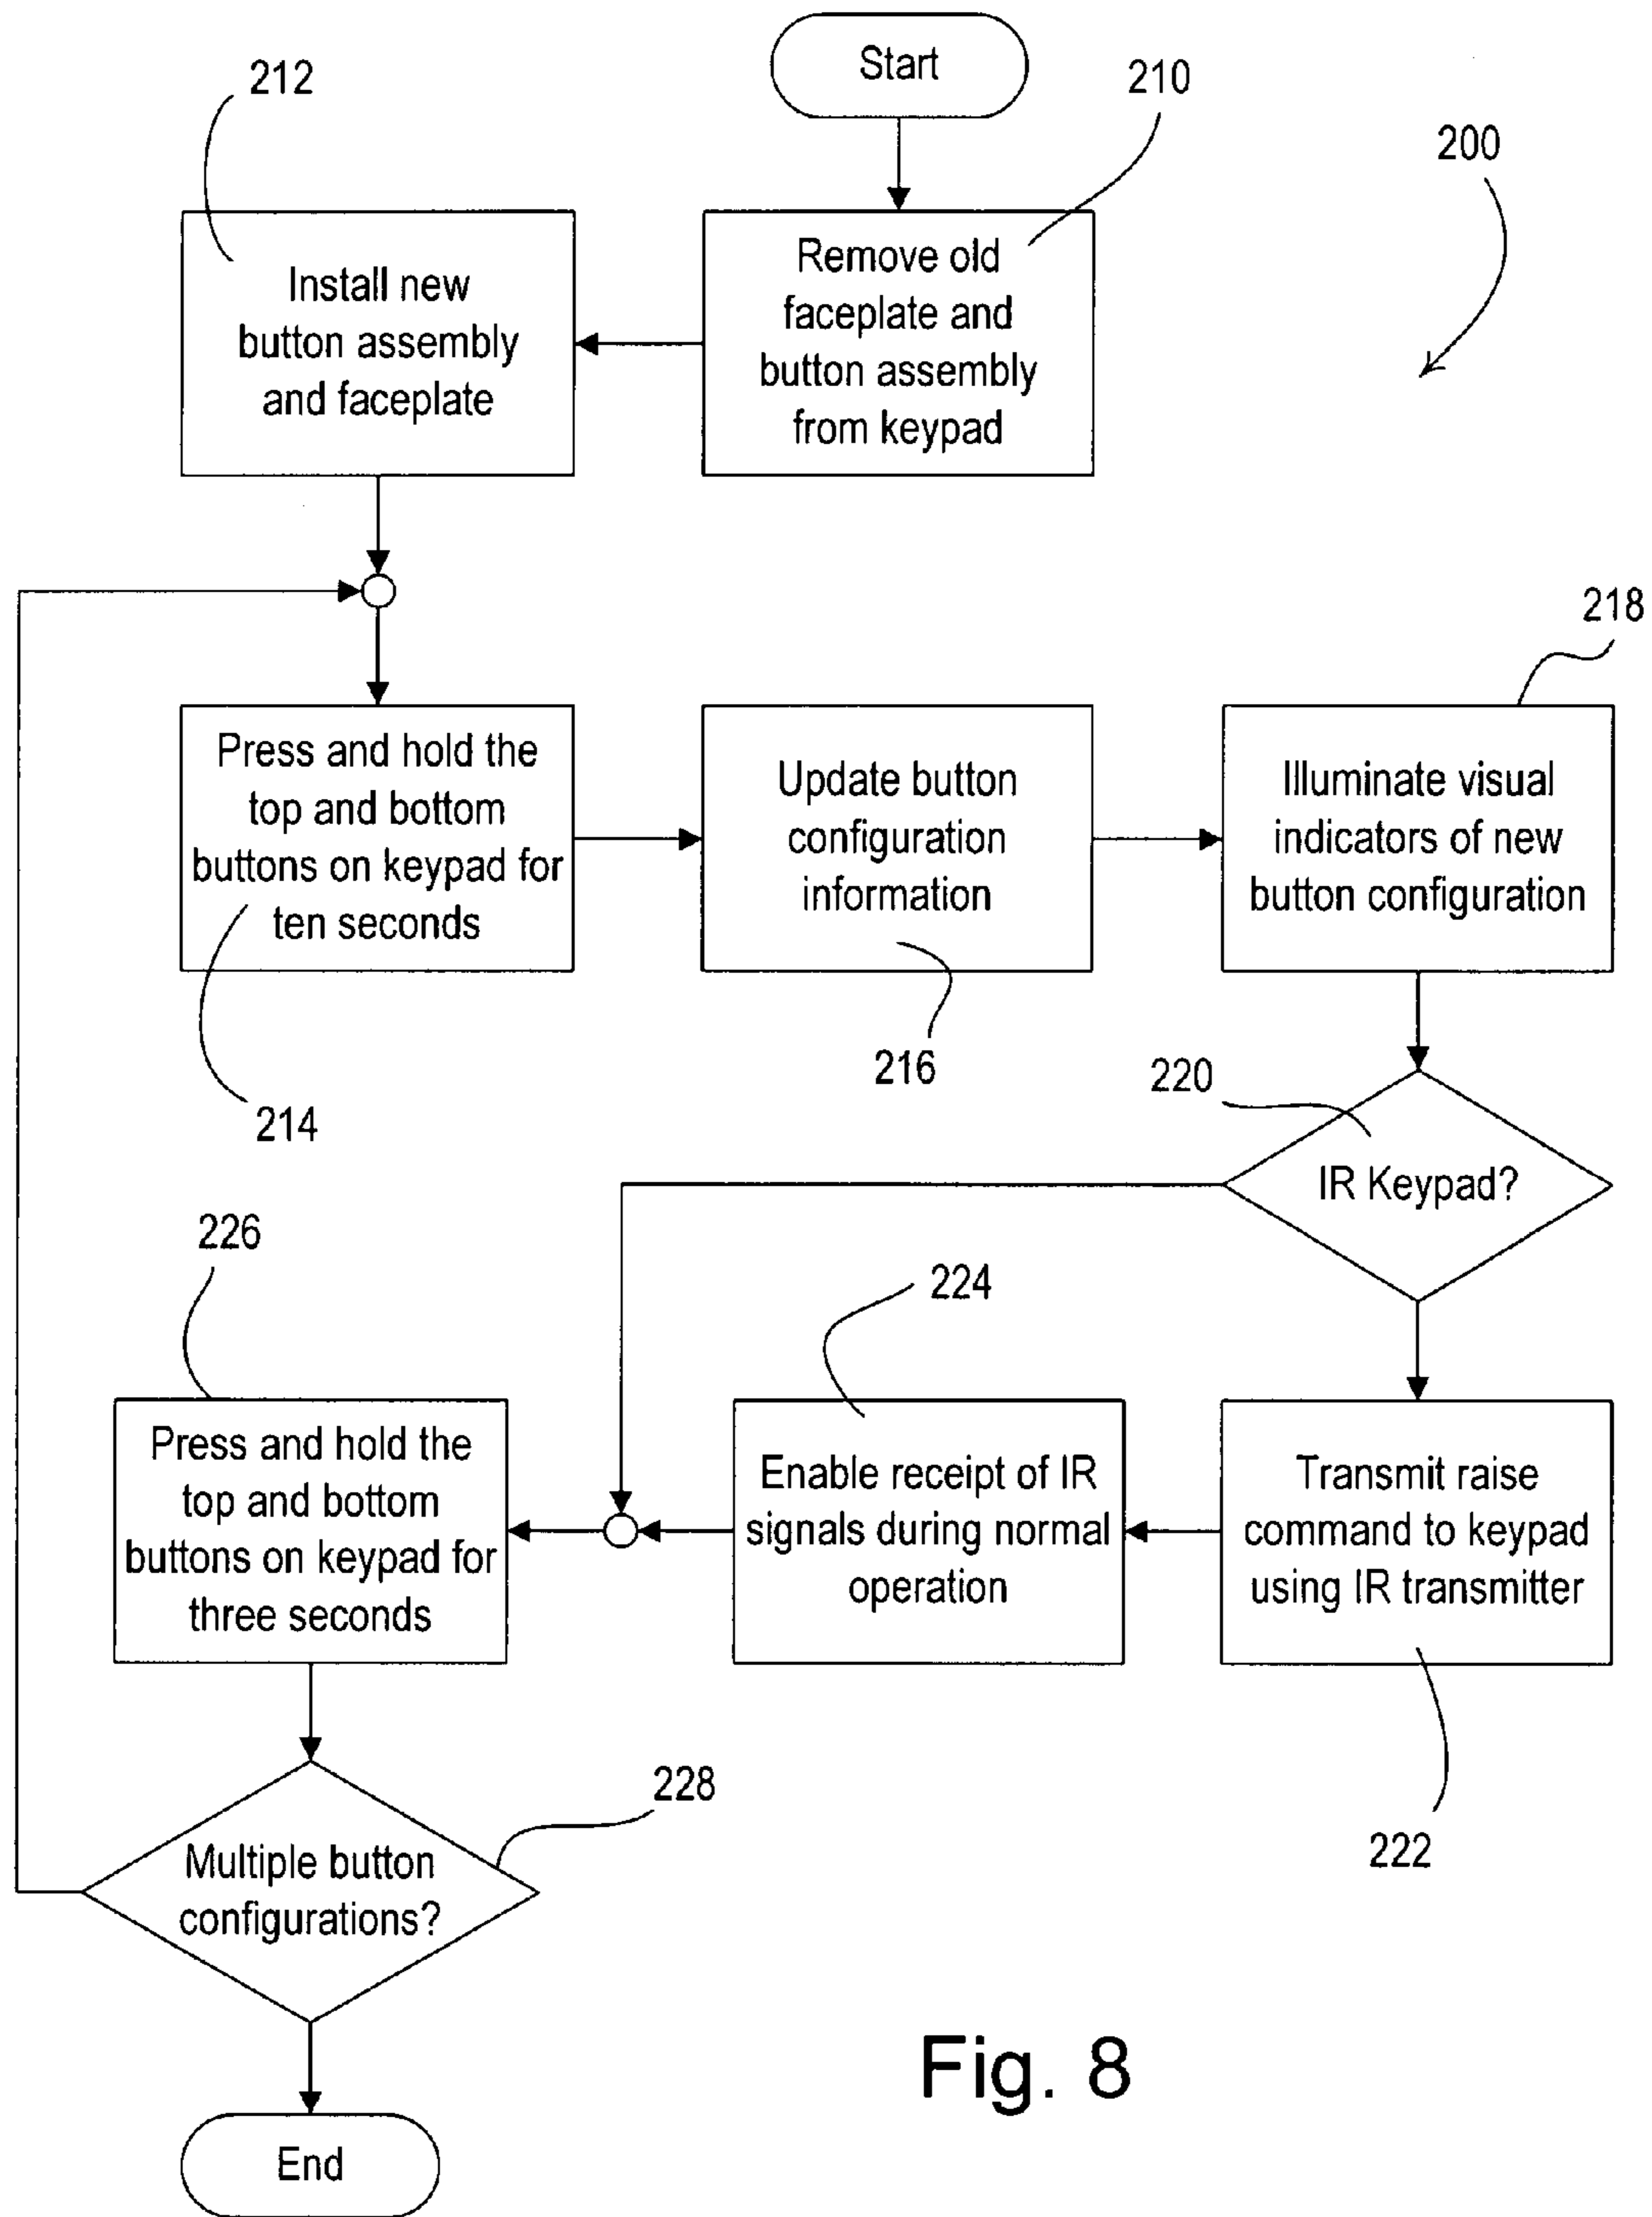 Start
212
210
200
Install new
button assembly
and faceplate
Remove old
faceplate and
button assembly
from keypad
218
Press and hold the
top and bottom
buttons on keypad for
ten seconds
Update button
configuration
information
Illuminate visual
indicators of new
button configuration
214
216
220
IR Keypad?
226
224
Press and hold the
top and bottom
buttons on keypad for
three seconds
Enable receipt of IR
signals during normal
operation
Transmit raise
command to keypad
using IR transmitter
228
222
Multiple button
configurations?
End
Fig. 8